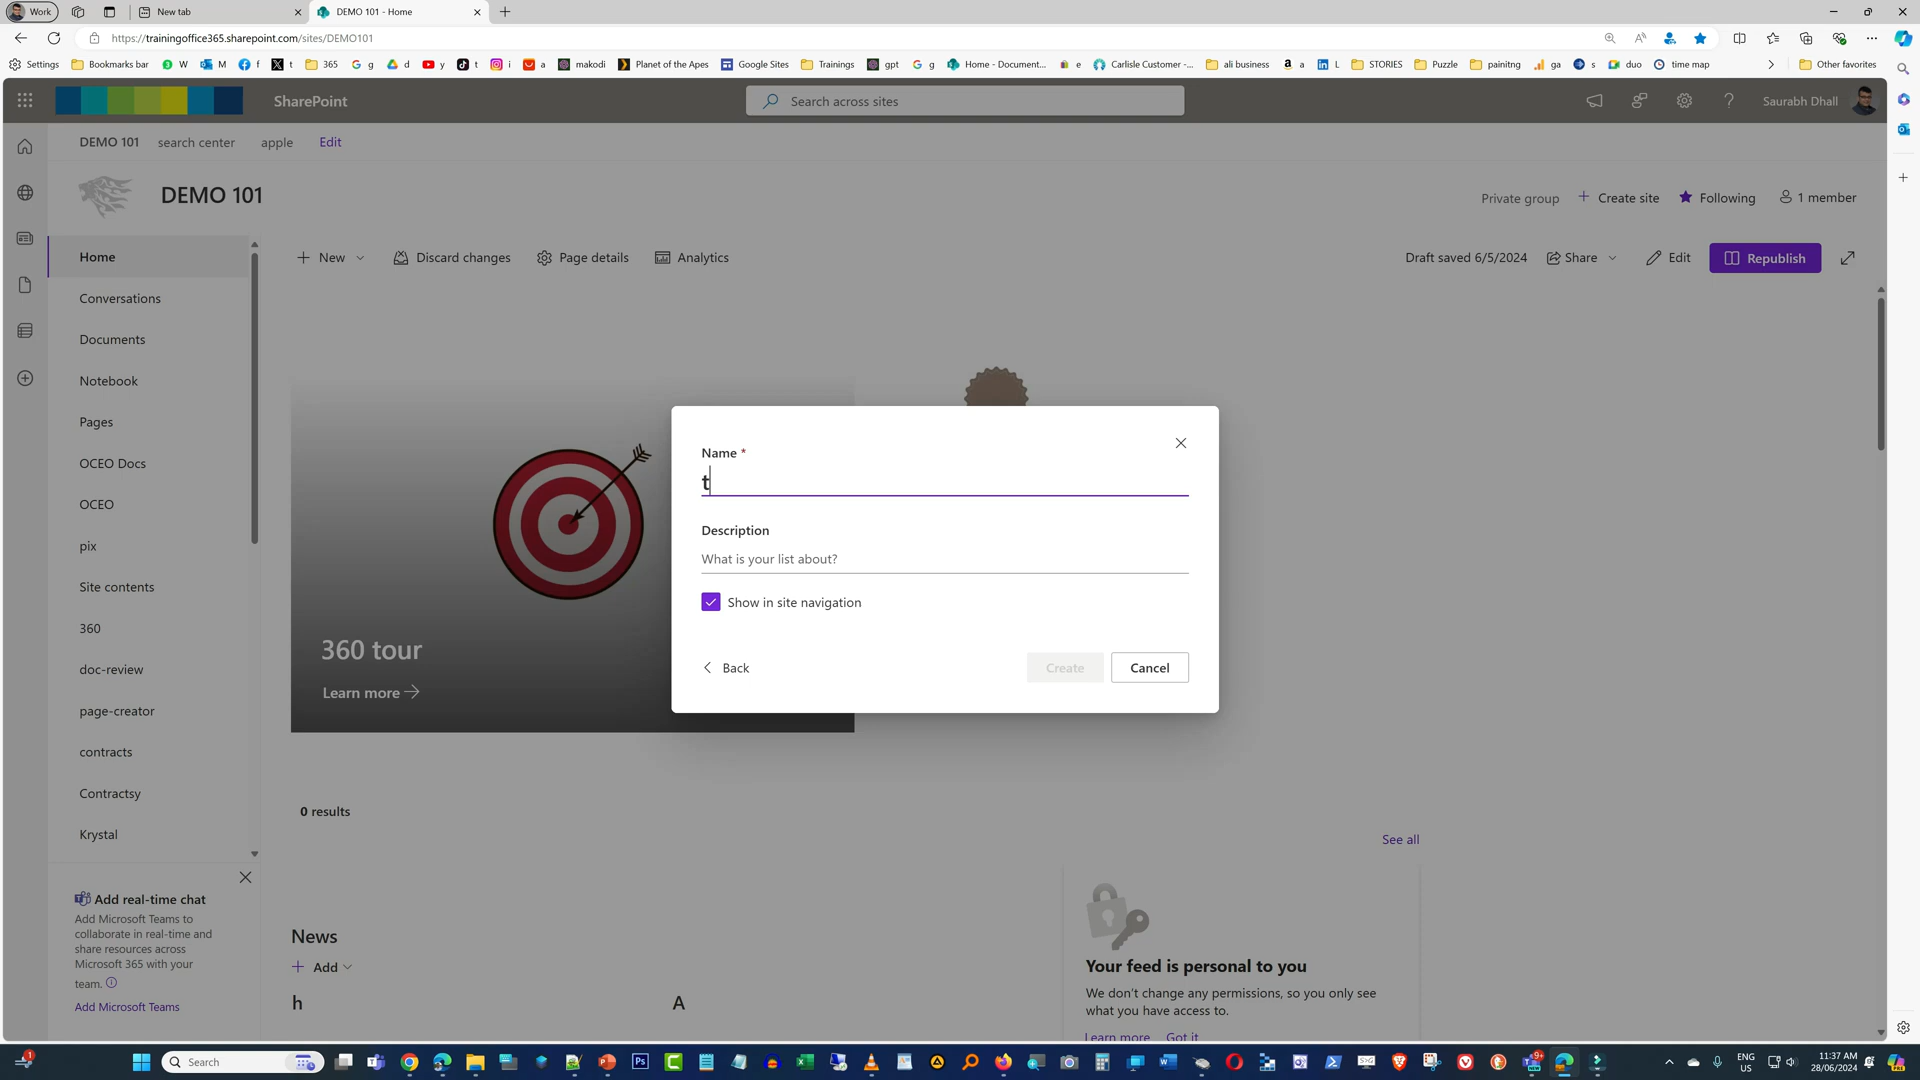 Work
New tab
DEMO 101 - Home
https://trainingoffice365.sharepoint.com/sites/DEMO101
Settings
Bookmarks bar
W
M
f
t
365
g
d
y
t
i
a
makodi
Planet of the Apes
Google Sites
Trainings
gpt
g
Home - Document...
e
Carlisle Customer -...
ali business
a
L
STORIES
Puzzle
painitng
ga
s
duo
time map
Other favorites
SharePoint
Search across sites
Saurabh Dhall
DEMO 101
search center
apple
Edit
DEMO 101
Private group
Create site
Following
1 member
New
Discard changes
Page details
Analytics
Draft saved 6/5/2024
Share
Edit
Republish
Home
Conversations
Documents
Notebook
Pages
OCEO Docs
OCEO
pix
Site contents
360
doc-review
page-creator
contracts
Contractsy
Krystal
Name *
t
Description
What is your list about?
Show in site navigation
Back
Create
Cancel
360 tour
Learn more
0 results
See all
News
Add
h
A
Add real-time chat
Add Microsoft Teams to
collaborate in real-time and
share resources across
Microsoft 365 with your
team.
Add Microsoft Teams
Your feed is personal to you
We don't change any permissions, so you only see
what you have access to.
Learn more
Got it
Search
ENG
US
11:37 AM
28/06/2024